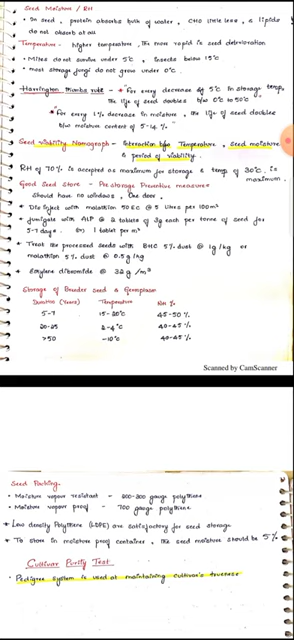 Seed Moisture / RH
• In seed, protein absorbs bulk of water, CHO little less, & lipids
do not absorb at all
Temperature - higher temperature, the more rapid is seed deterioration
• Mites do not survive under 5°C, insects below 15°C
• most storage fungi do not grow under 0°C.
Harrington Thumbs rule - * For every decrease of 5°C in storage temp,
the life of seed doubles b/w 0°C to 50°C
* For every 1% decrease in moisture, the life of seed doubles
b/w moisture content of 5-14 %.
Seed viability Nomograph - Interaction b/w Temperature, seed moisture
& period of viability.
RH of 70% is accepted as maximum for storage & temp of 30°C. is
maximum.
Good Seed store - Pre storage Preventive measures
Should have no windows, One door.
• Disinfect with malathion 50 EC @ 5 litres per 100m²
• fumigate with ALP @ 2 tablets of 3g each per tonne of seed for
5-7 days. (or) 1 tablet per m³
* Treat the processed seeds with BHC 5% dust @ 1g/kg or
malathion 5% dust @ 0.5g/kg
* Ethylene dibromide @ 32g/m³
Storage of Breeder seed & Germplasm
Duration (Years) Temperature RH %
5-7 15-20°C 45-50%
20-25 2-4°C 40-45%
>50 -10°C 40-45%
Scanned by CamScanner
Seed Packing
• Moisture vapour resistant - 200-300 gauge polythene
• Moisture vapour proof - 700 gauge polythene
* Low density Polythene (LDPE) are satisfactory for seed storage
* To store in moisture proof container, the seed moisture should be 5%
Cultivar Purity Test
• Pedigree system is used at maintaining cultivar's trueness